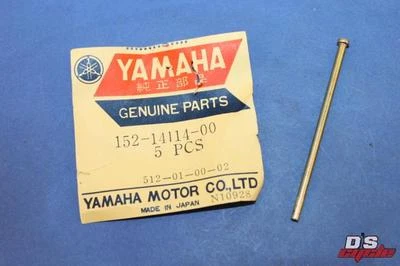 YAMAHA
純正部品
GENUINE PARTS
152-14114-00
5 PCS
512-01-00-02
YAMAHA MOTOR CO.,LTD
MADE IN JAPAN N10928
D'S
cycle